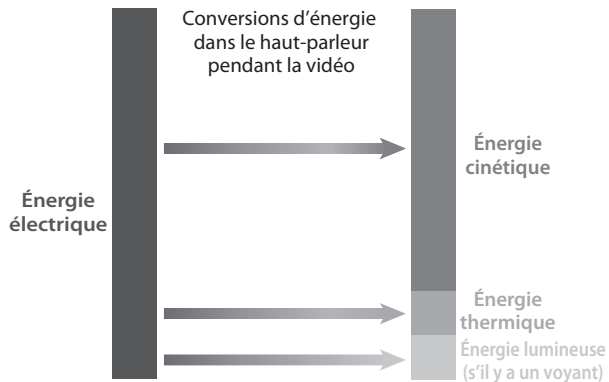 Conversions d’énergie
dans le haut-parleur
pendant la vidéo
Énergie
électrique
Énergie
cinétique
Énergie
thermique
Énergie lumineuse
(s’il y a un voyant)